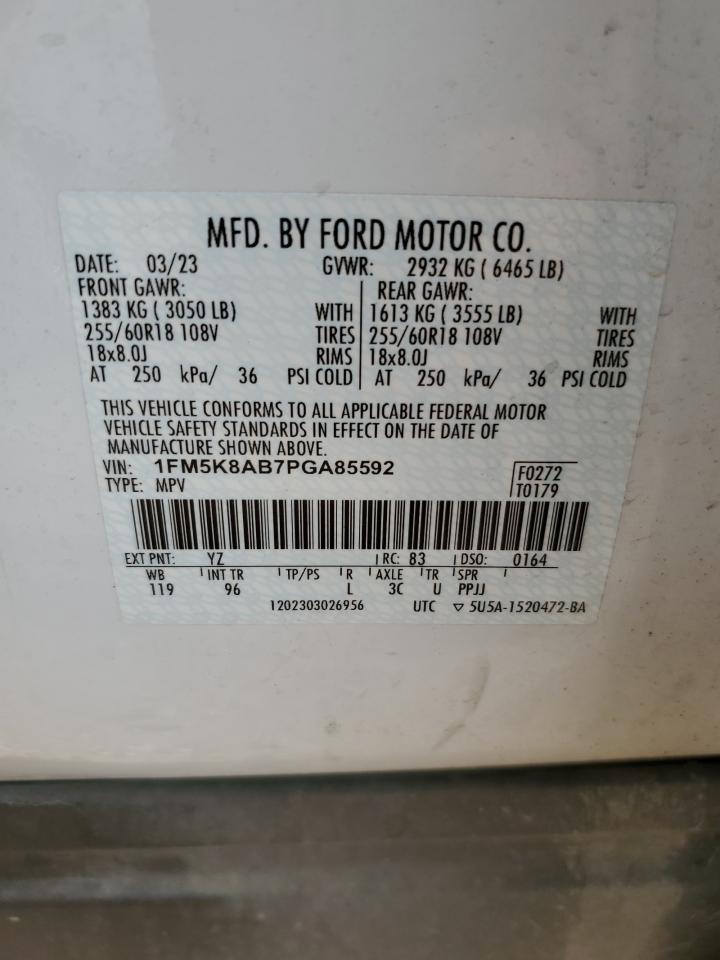 MFD. BY FORD MOTOR CO.
DATE: 03/23 GVWR: 2932 KG ( 6465 LB)
FRONT GAWR: REAR GAWR:
1383 KG ( 3050 LB) WITH 1613 KG ( 3555 LB) WITH
255/60R18 108V TIRES 255/60R18 108V TIRES
18x8.0J RIMS 18x8.0J RIMS
AT 250 kPa/ 36 PSI COLD AT 250 kPa/ 36 PSI COLD
THIS VEHICLE CONFORMS TO ALL APPLICABLE FEDERAL MOTOR
VEHICLE SAFETY STANDARDS IN EFFECT ON THE DATE OF
MANUFACTURE SHOWN ABOVE.
VIN: 1FM5K8AB7PGA85592 F0272
TYPE: MPV T0179
EXT PNT: YZ RC: 83 DSO: 0164
WB INT TR TP/PS R AXLE TR SPR
119 96 L 3C U PPJJ
1202303026956 UTC ▽ 5U5A-1520472-BA